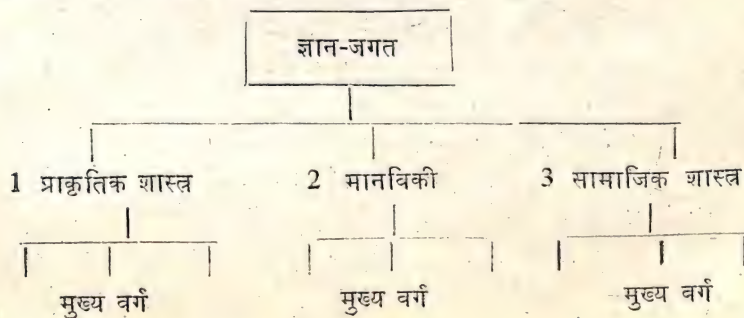 ज्ञान-जगत
1 प्राकृतिक शास्त्र 2 मानविकी 3 सामाजिक शास्त्र
मुख्य वर्ग मुख्य वर्ग मुख्य वर्ग